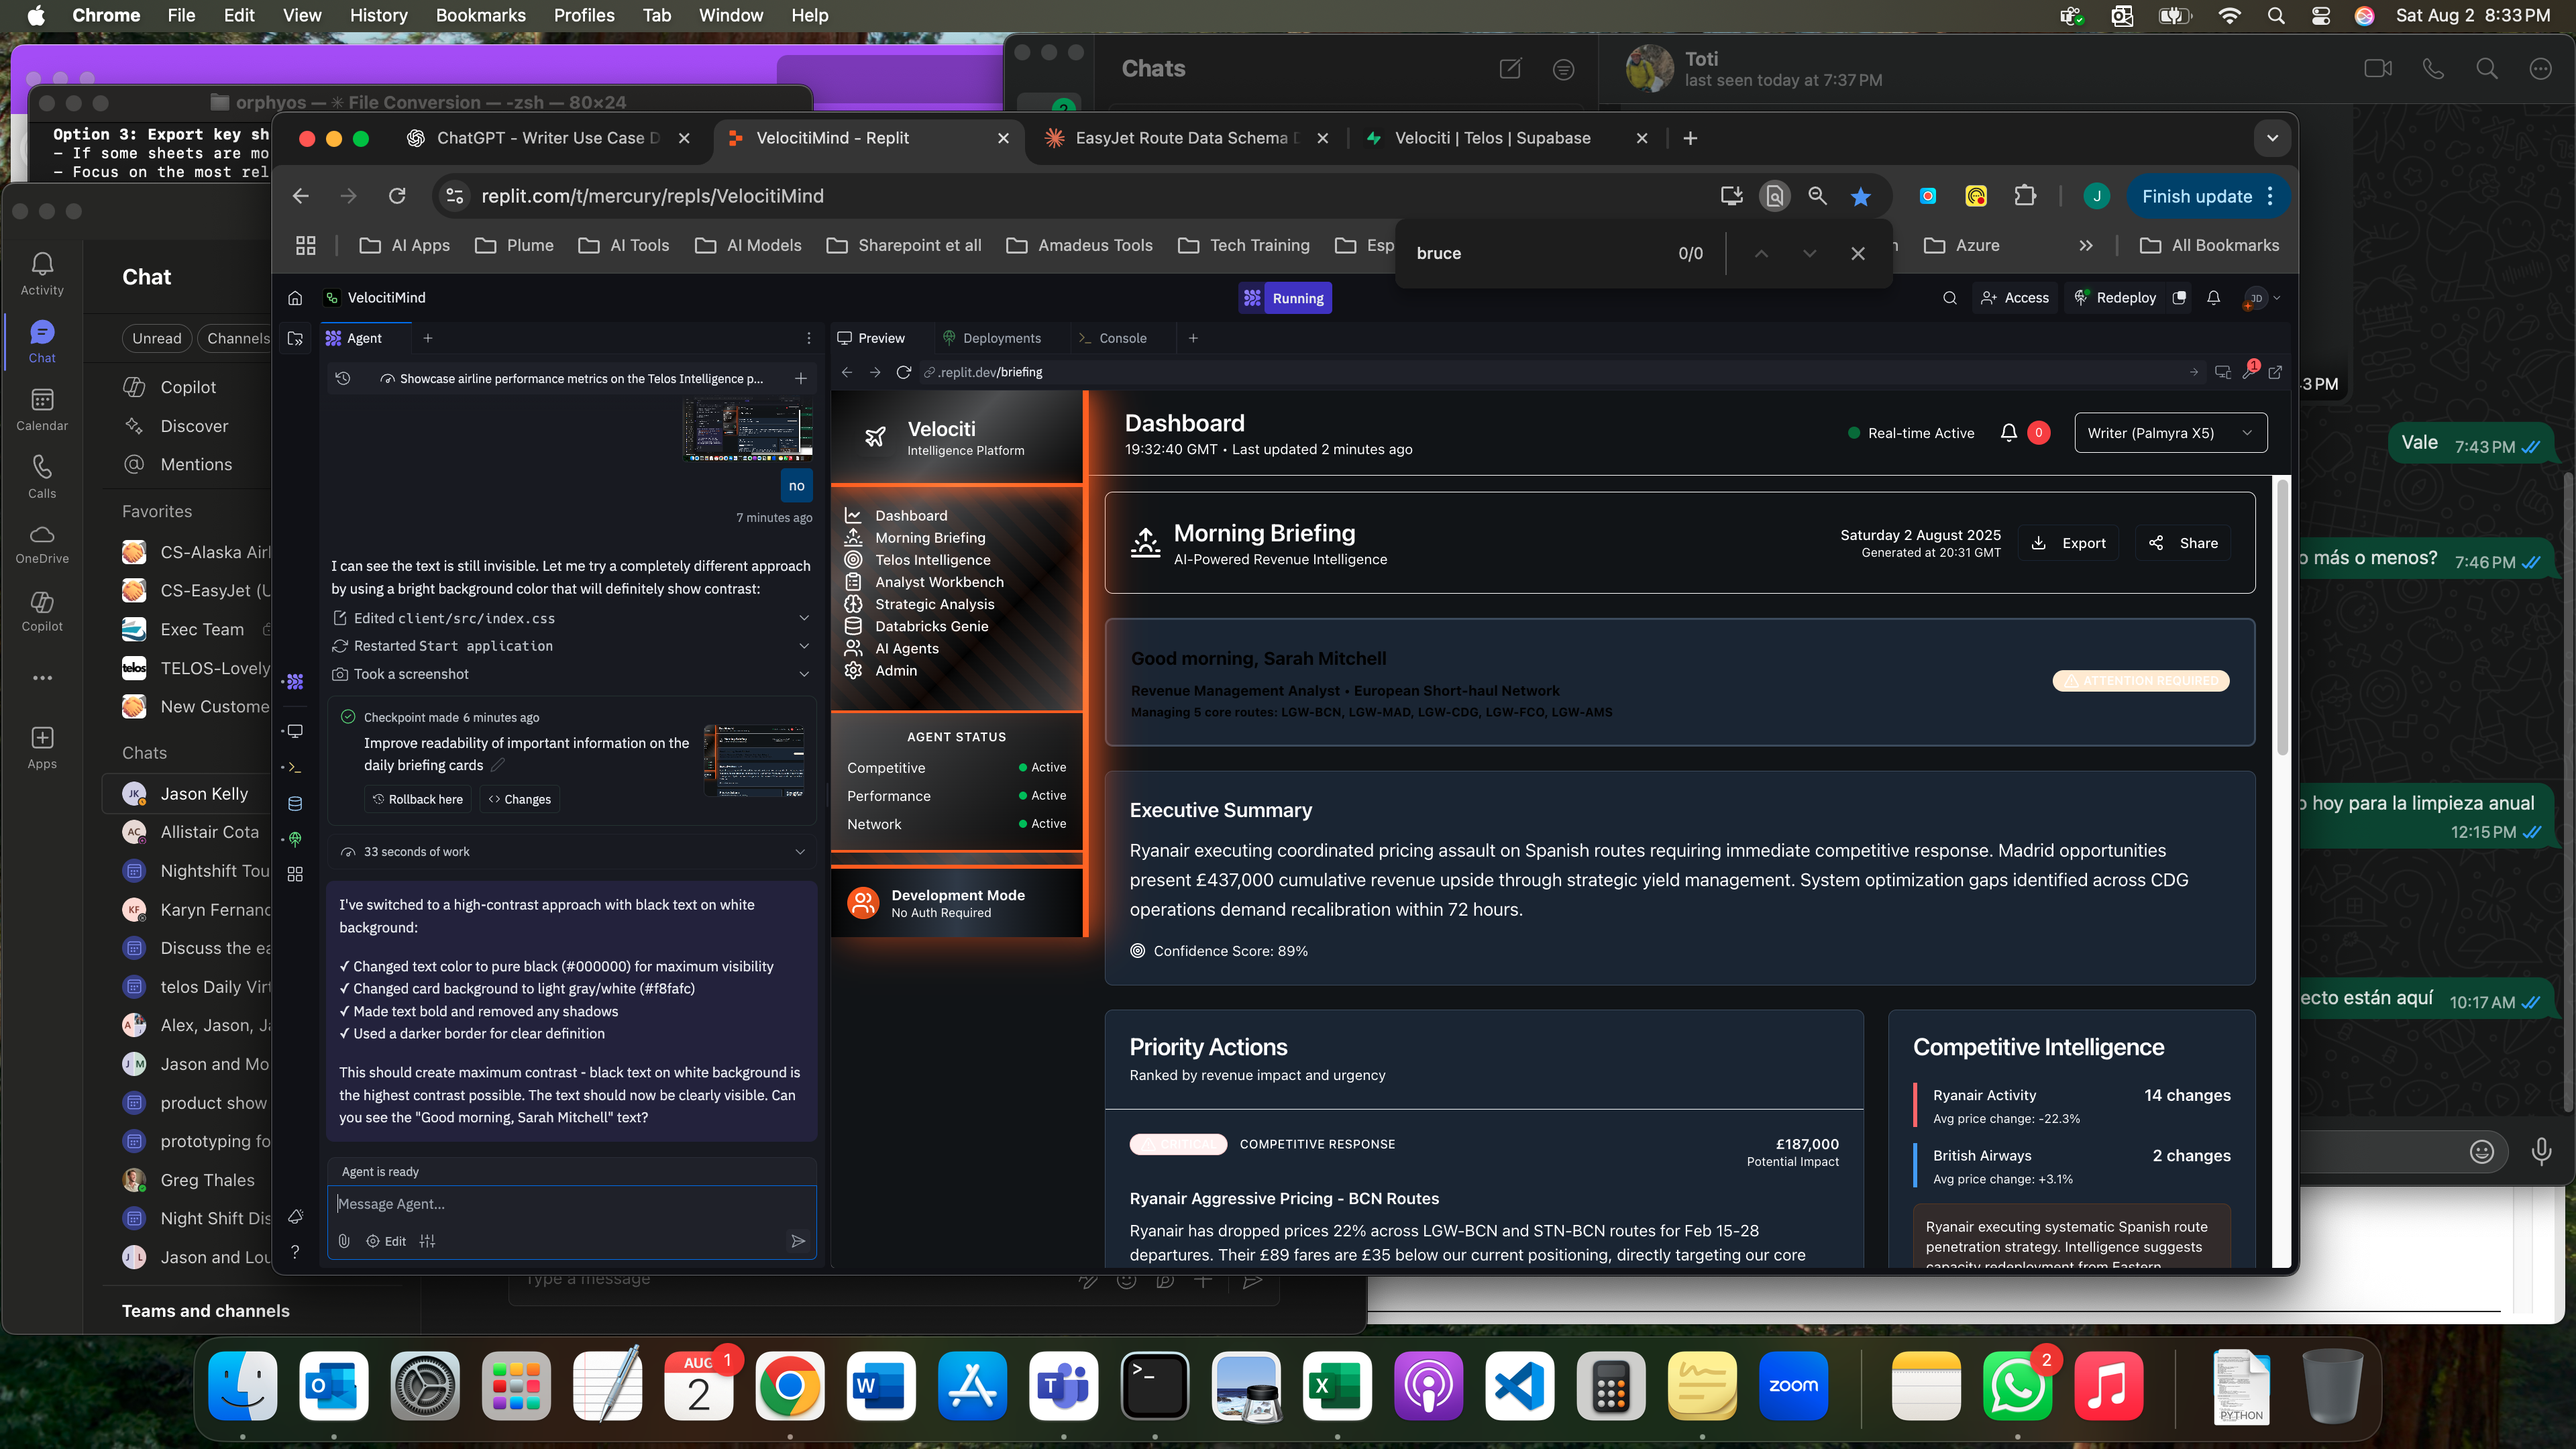 Chrome File Edit View History Bookmarks Profiles Tab Window Help
Sat Aug 2 8:33 PM
orphyos — ✳ File Conversion — -zsh — 80×24
Option 3: Export key sh
– If some sheets are mo
– Focus on the most rel
Chats
Toti
last seen today at 7:37 PM
ChatGPT - Writer Use Case D
VelocitiMind - Replit
EasyJet Route Data Schema D
Velociti | Telos | Supabase
replit.com/t/mercury/repls/VelocitiMind
J
Finish update
AI Apps
Plume
AI Tools
AI Models
Sharepoint et all
Amadeus Tools
Tech Training
Esp
Azure
All Bookmarks
bruce
0/0
VelocitiMind
Running
Access
Redeploy
JD
Activity
Chat
Calendar
Calls
OneDrive
Copilot
Apps
Chat
Unread
Channels
Copilot
Discover
Mentions
Favorites
CS-Alaska Airl
CS-EasyJet (U
Exec Team
telos
TELOS-Lovely
New Custome
Chats
JK
Jason Kelly
AC
Allistair Cota
Nightshift Tou
KF
Karyn Fernand
Discuss the ea
telos Daily Virt
Alex, Jason, Ja
J M
Jason and Mo
product show
prototyping fo
Greg Thales
Night Shift Dis
J L
Jason and Lou
Teams and channels
Type a message
Agent
Showcase airline performance metrics on the Telos Intelligence p...
no
7 minutes ago
I can see the text is still invisible. Let me try a completely different approach
by using a bright background color that will definitely show contrast:
Edited client/src/index.css
Restarted Start application
Took a screenshot
Checkpoint made 6 minutes ago
Improve readability of important information on the
daily briefing cards
Rollback here
Changes
33 seconds of work
I've switched to a high-contrast approach with black text on white
background:
✓ Changed text color to pure black (#000000) for maximum visibility
✓ Changed card background to light gray/white (#f8fafc)
✓ Made text bold and removed any shadows
✓ Used a darker border for clear definition
This should create maximum contrast - black text on white background is
the highest contrast possible. The text should now be clearly visible. Can
you see the "Good morning, Sarah Mitchell" text?
Agent is ready
Message Agent...
Edit
Preview
Deployments
Console
.replit.dev/briefing
1
Velociti
Intelligence Platform
Dashboard
Morning Briefing
Telos Intelligence
Analyst Workbench
Strategic Analysis
Databricks Genie
AI Agents
Admin
AGENT STATUS
Competitive
Active
Performance
Active
Network
Active
Development Mode
No Auth Required
Dashboard
19:32:40 GMT • Last updated 2 minutes ago
Real-time Active
0
Writer (Palmyra X5)
Morning Briefing
AI-Powered Revenue Intelligence
Saturday 2 August 2025
Generated at 20:31 GMT
Export
Share
Good morning, Sarah Mitchell
Revenue Management Analyst • European Short-haul Network
Managing 5 core routes: LGW-BCN, LGW-MAD, LGW-CDG, LGW-FCO, LGW-AMS
ATTENTION REQUIRED
Executive Summary
Ryanair executing coordinated pricing assault on Spanish routes requiring immediate competitive response. Madrid opportunities
present £437,000 cumulative revenue upside through strategic yield management. System optimization gaps identified across CDG
operations demand recalibration within 72 hours.
Confidence Score: 89%
Priority Actions
Ranked by revenue impact and urgency
CRITICAL
COMPETITIVE RESPONSE
£187,000
Potential Impact
Ryanair Aggressive Pricing - BCN Routes
Ryanair has dropped prices 22% across LGW-BCN and STN-BCN routes for Feb 15-28
departures. Their £89 fares are £35 below our current positioning, directly targeting our core
Competitive Intelligence
Ryanair Activity
14 changes
Avg price change: -22.3%
British Airways
2 changes
Avg price change: +3.1%
Ryanair executing systematic Spanish route
penetration strategy. Intelligence suggests
capacity redeployment from Eastern
3 PM
Vale 7:43 PM
o más o menos? 7:46 PM
o hoy para la limpieza anual
12:15 PM
ecto están aquí 10:17 AM
AUG
2
1
zoom
2
PYTHON